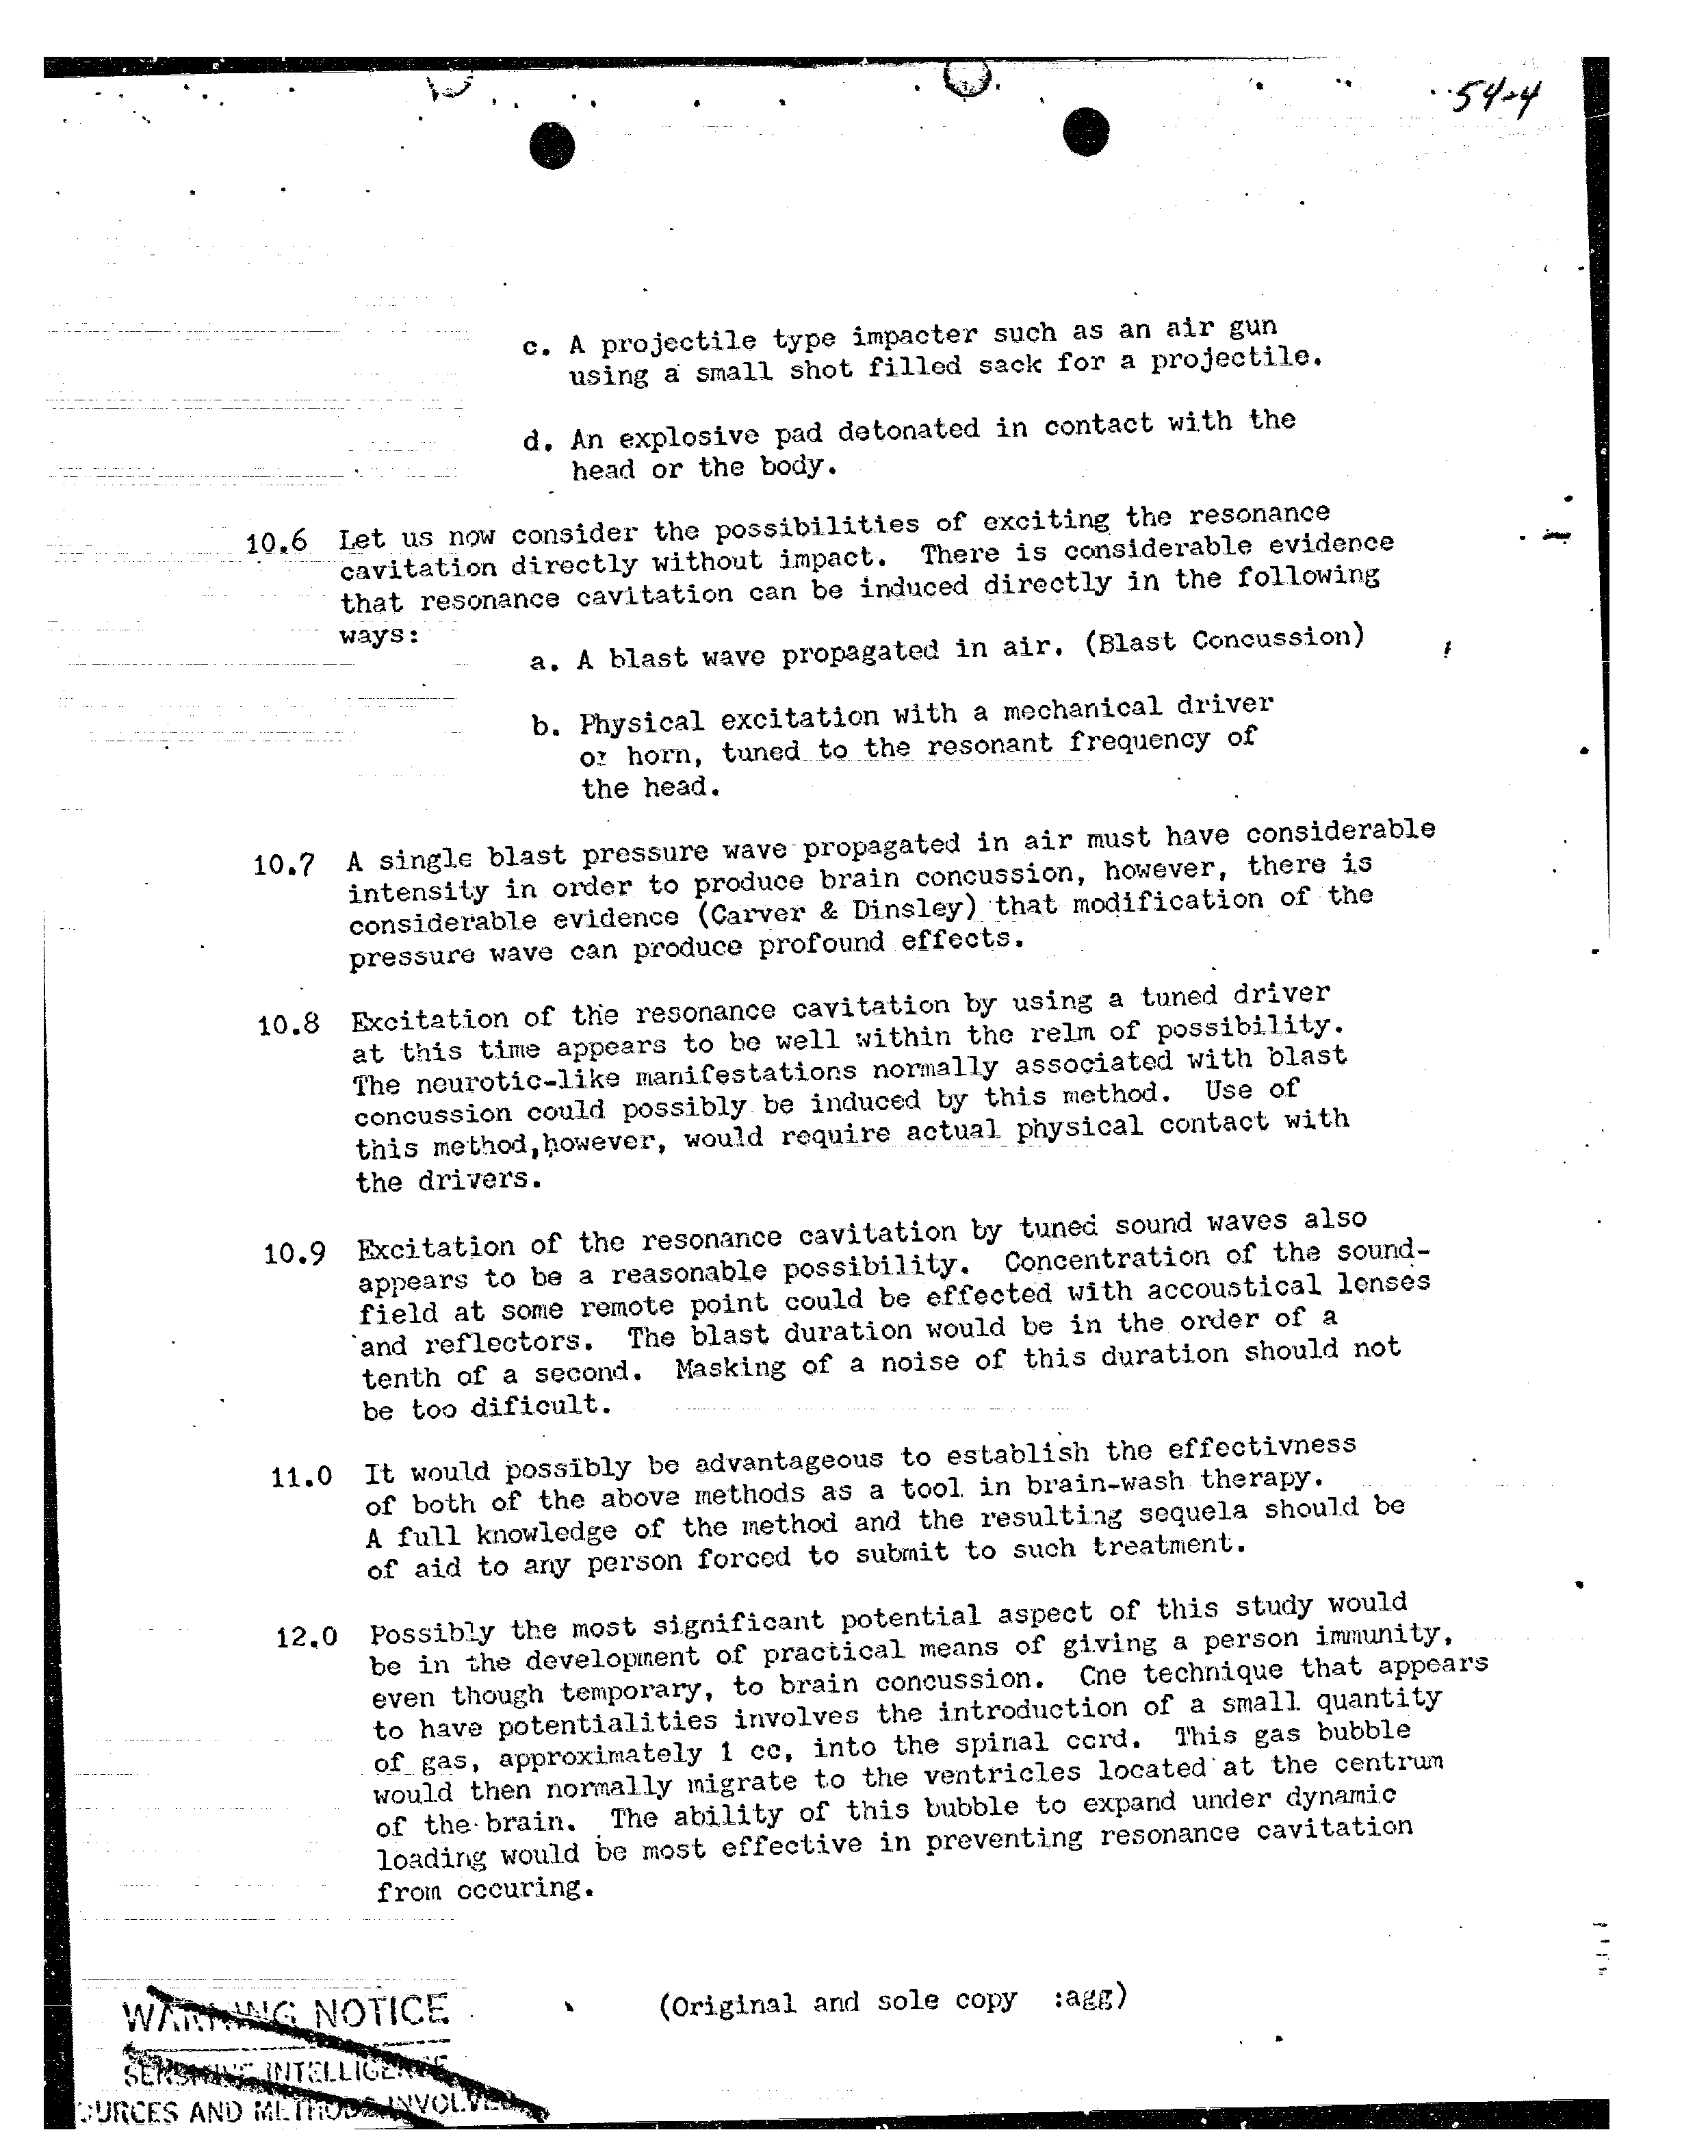 54-4
c. A projectile type impacter such as an air gun
using a small shot filled sack for a projectile.
d. An explosive pad detonated in contact with the
head or the body.
10.6 Let us now consider the possibilities of exciting the resonance
cavitation directly without impact. There is considerable evidence
that resonance cavitation can be induced directly in the following
ways:
a. A blast wave propagated in air. (Blast Concussion)
b. Physical excitation with a mechanical driver
or horn, tuned to the resonant frequency of
the head.
10.7 A single blast pressure wave propagated in air must have considerable
intensity in order to produce brain concussion, however, there is
considerable evidence (Carver & Dinsley) that modification of the
pressure wave can produce profound effects.
10.8 Excitation of the resonance cavitation by using a tuned driver
at this time appears to be well within the relm of possibility.
The neurotic-like manifestations normally associated with blast
concussion could possibly be induced by this method. Use of
this method, however, would require actual physical contact with
the drivers.
10.9 Excitation of the resonance cavitation by tuned sound waves also
appears to be a reasonable possibility. Concentration of the sound-
field at some remote point could be effected with accoustical lenses
and reflectors. The blast duration would be in the order of a
tenth of a second. Masking of a noise of this duration should not
be too dificult.
11.0 It would possibly be advantageous to establish the effectivness
of both of the above methods as a tool in brain-wash therapy.
A full knowledge of the method and the resulting sequela should be
of aid to any person forced to submit to such treatment.
12.0 Possibly the most significant potential aspect of this study would
be in the development of practical means of giving a person immunity,
even though temporary, to brain concussion. One technique that appears
to have potentialities involves the introduction of a small quantity
of gas, approximately 1 cc, into the spinal cord. This gas bubble
would then normally migrate to the ventricles located at the centrum
of the brain. The ability of this bubble to expand under dynamic
loading would be most effective in preventing resonance cavitation
from occuring.
(Original and sole copy :agg)
WARNING NOTICE
SENSITIVE INTELLIGENCE
OURCES AND METHODS INVOLVED